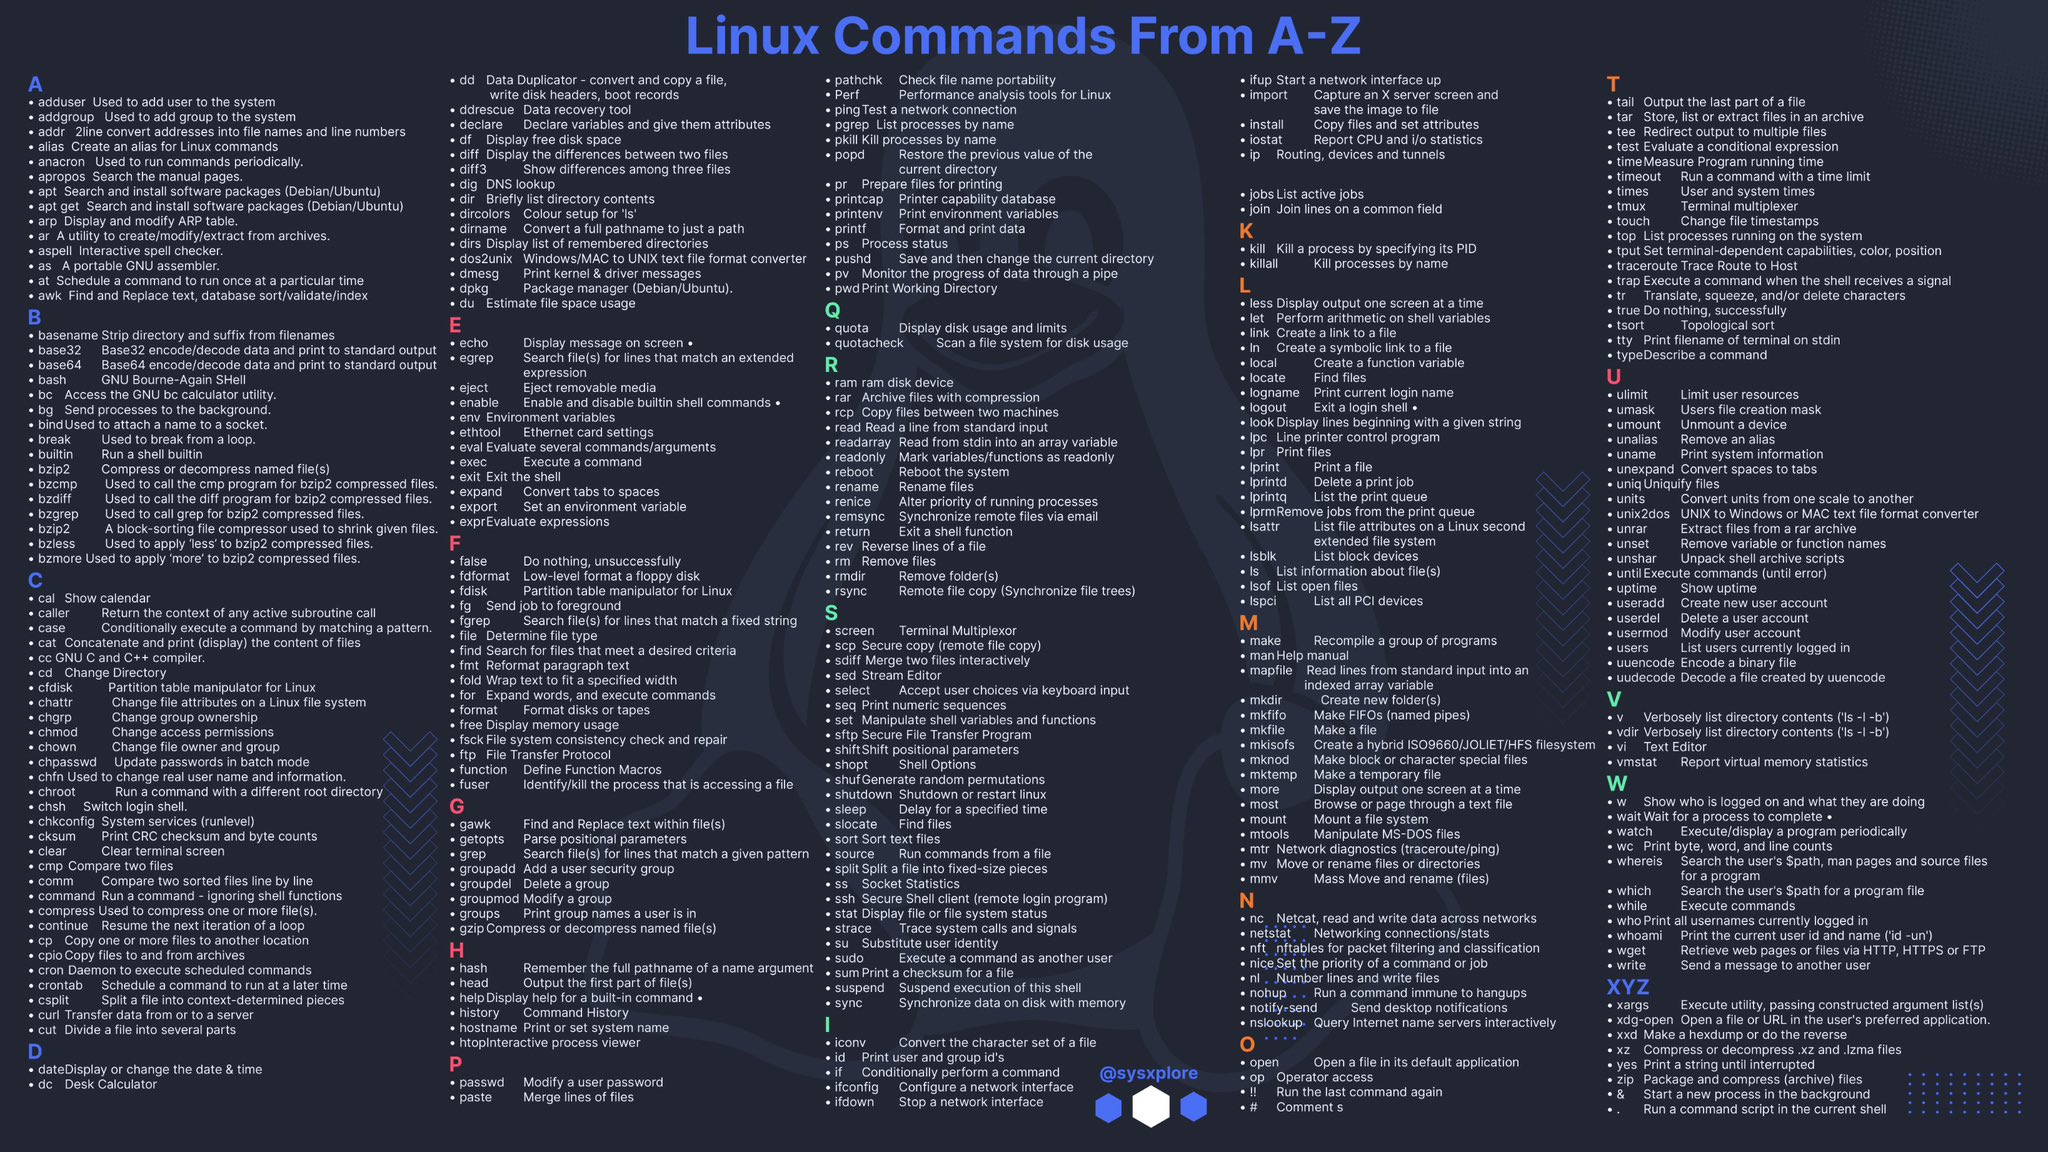 Linux Commands From A-Z
A
• adduser Used to add user to the system
• addgroup Used to add group to the system
• addr 2line convert addresses into file names and line numbers
• alias Create an alias for Linux commands
• anacron Used to run commands periodically.
• apropos Search the manual pages.
• apt Search and install software packages (Debian/Ubuntu)
• apt get Search and install software packages (Debian/Ubuntu)
• arp Display and modify ARP table.
• ar A utility to create/modify/extract from archives.
• aspell Interactive spell checker.
• as A portable GNU assembler.
• at Schedule a command to run once at a particular time
• awk Find and Replace text, database sort/validate/index
B
• basename Strip directory and suffix from filenames
• base32 Base32 encode/decode data and print to standard output
• base64 Base64 encode/decode data and print to standard output
• bash GNU Bourne-Again SHell
• bc Access the GNU bc calculator utility.
• bg Send processes to the background.
• bind Used to attach a name to a socket.
• break Used to break from a loop.
• builtin Run a shell builtin
• bzip2 Compress or decompress named file(s)
• bzcmp Used to call the cmp program for bzip2 compressed files.
• bzdiff Used to call the diff program for bzip2 compressed files.
• bzgrep Used to call grep for bzip2 compressed files.
• bzip2 A block-sorting file compressor used to shrink given files.
• bzless Used to apply ‘less’ to bzip2 compressed files.
• bzmore Used to apply ‘more’ to bzip2 compressed files.
C
• cal Show calendar
• caller Return the context of any active subroutine call
• case Conditionally execute a command by matching a pattern.
• cat Concatenate and print (display) the content of files
• cc GNU C and C++ compiler.
• cd Change Directory
• cfdisk Partition table manipulator for Linux
• chattr Change file attributes on a Linux file system
• chgrp Change group ownership
• chmod Change access permissions
• chown Change file owner and group
• chpasswd Update passwords in batch mode
• chfn Used to change real user name and information.
• chroot Run a command with a different root directory
• chsh Switch login shell.
• chkconfig System services (runlevel)
• cksum Print CRC checksum and byte counts
• clear Clear terminal screen
• cmp Compare two files
• comm Compare two sorted files line by line
• command Run a command - ignoring shell functions
• compress Used to compress one or more file(s).
• continue Resume the next iteration of a loop
• cp Copy one or more files to another location
• cpio Copy files to and from archives
• cron Daemon to execute scheduled commands
• crontab Schedule a command to run at a later time
• csplit Split a file into context-determined pieces
• curl Transfer data from or to a server
• cut Divide a file into several parts
D
• date Display or change the date & time
• dc Desk Calculator
• dd Data Duplicator - convert and copy a file,
write disk headers, boot records
• ddrescue Data recovery tool
• declare Declare variables and give them attributes
• df Display free disk space
• diff Display the differences between two files
• diff3 Show differences among three files
• dig DNS lookup
• dir Briefly list directory contents
• dircolors Colour setup for 'ls'
• dirname Convert a full pathname to just a path
• dirs Display list of remembered directories
• dos2unix Windows/MAC to UNIX text file format converter
• dmesg Print kernel & driver messages
• dpkg Package manager (Debian/Ubuntu).
• du Estimate file space usage
E
• echo Display message on screen •
• egrep Search file(s) for lines that match an extended
expression
• eject Eject removable media
• enable Enable and disable builtin shell commands •
• env Environment variables
• ethtool Ethernet card settings
• eval Evaluate several commands/arguments
• exec Execute a command
• exit Exit the shell
• expand Convert tabs to spaces
• export Set an environment variable
• expr Evaluate expressions
F
• false Do nothing, unsuccessfully
• fdformat Low-level format a floppy disk
• fdisk Partition table manipulator for Linux
• fg Send job to foreground
• fgrep Search file(s) for lines that match a fixed string
• file Determine file type
• find Search for files that meet a desired criteria
• fmt Reformat paragraph text
• fold Wrap text to fit a specified width
• for Expand words, and execute commands
• format Format disks or tapes
• free Display memory usage
• fsck File system consistency check and repair
• ftp File Transfer Protocol
• function Define Function Macros
• fuser Identify/kill the process that is accessing a file
G
• gawk Find and Replace text within file(s)
• getopts Parse positional parameters
• grep Search file(s) for lines that match a given pattern
• groupadd Add a user security group
• groupdel Delete a group
• groupmod Modify a group
• groups Print group names a user is in
• gzip Compress or decompress named file(s)
H
• hash Remember the full pathname of a name argument
• head Output the first part of file(s)
• help Display help for a built-in command •
• history Command History
• hostname Print or set system name
• htop Interactive process viewer
P
• passwd Modify a user password
• paste Merge lines of files
• pathchk Check file name portability
• Perf Performance analysis tools for Linux
• ping Test a network connection
• pgrep List processes by name
• pkill Kill processes by name
• popd Restore the previous value of the
current directory
• pr Prepare files for printing
• printcap Printer capability database
• printenv Print environment variables
• printf Format and print data
• ps Process status
• pushd Save and then change the current directory
• pv Monitor the progress of data through a pipe
• pwd Print Working Directory
Q
• quota Display disk usage and limits
• quotacheck Scan a file system for disk usage
R
• ram ram disk device
• rar Archive files with compression
• rcp Copy files between two machines
• read Read a line from standard input
• readarray Read from stdin into an array variable
• readonly Mark variables/functions as readonly
• reboot Reboot the system
• rename Rename files
• renice Alter priority of running processes
• remsync Synchronize remote files via email
• return Exit a shell function
• rev Reverse lines of a file
• rm Remove files
• rmdir Remove folder(s)
• rsync Remote file copy (Synchronize file trees)
S
• screen Terminal Multiplexor
• scp Secure copy (remote file copy)
• sdiff Merge two files interactively
• sed Stream Editor
• select Accept user choices via keyboard input
• seq Print numeric sequences
• set Manipulate shell variables and functions
• sftp Secure File Transfer Program
• shift Shift positional parameters
• shopt Shell Options
• shuf Generate random permutations
• shutdown Shutdown or restart linux
• sleep Delay for a specified time
• slocate Find files
• sort Sort text files
• source Run commands from a file
• split Split a file into fixed-size pieces
• ss Socket Statistics
• ssh Secure Shell client (remote login program)
• stat Display file or file system status
• strace Trace system calls and signals
• su Substitute user identity
• sudo Execute a command as another user
• sum Print a checksum for a file
• suspend Suspend execution of this shell
• sync Synchronize data on disk with memory
I
• iconv Convert the character set of a file
• id Print user and group id's
• if Conditionally perform a command
• ifconfig Configure a network interface
• ifdown Stop a network interface
@sysxplore
• ifup Start a network interface up
• import Capture an X server screen and
save the image to file
• install Copy files and set attributes
• iostat Report CPU and i/o statistics
• ip Routing, devices and tunnels
• jobs List active jobs
• join Join lines on a common field
K
• kill Kill a process by specifying its PID
• killall Kill processes by name
L
• less Display output one screen at a time
• let Perform arithmetic on shell variables
• link Create a link to a file
• ln Create a symbolic link to a file
• local Create a function variable
• locate Find files
• logname Print current login name
• logout Exit a login shell •
• look Display lines beginning with a given string
• lpc Line printer control program
• lpr Print files
• lprint Print a file
• lprintd Delete a print job
• lprintq List the print queue
• lprm Remove jobs from the print queue
• lsattr List file attributes on a Linux second
extended file system
• lsblk List block devices
• ls List information about file(s)
• lsof List open files
• lspci List all PCI devices
M
• make Recompile a group of programs
• man Help manual
• mapfile Read lines from standard input into an
indexed array variable
• mkdir Create new folder(s)
• mkfifo Make FIFOs (named pipes)
• mkfile Make a file
• mkisofs Create a hybrid ISO9660/JOLIET/HFS filesystem
• mknod Make block or character special files
• mktemp Make a temporary file
• more Display output one screen at a time
• most Browse or page through a text file
• mount Mount a file system
• mtools Manipulate MS-DOS files
• mtr Network diagnostics (traceroute/ping)
• mv Move or rename files or directories
• mmv Mass Move and rename (files)
N
• nc Netcat, read and write data across networks
• netstat Networking connections/stats
• nft nftables for packet filtering and classification
• nice Set the priority of a command or job
• nl Number lines and write files
• nohup Run a command immune to hangups
• notify-send Send desktop notifications
• nslookup Query Internet name servers interactively
O
• open Open a file in its default application
• op Operator access
• !! Run the last command again
• # Comment s
T
• tail Output the last part of a file
• tar Store, list or extract files in an archive
• tee Redirect output to multiple files
• test Evaluate a conditional expression
• time Measure Program running time
• timeout Run a command with a time limit
• times User and system times
• tmux Terminal multiplexer
• touch Change file timestamps
• top List processes running on the system
• tput Set terminal-dependent capabilities, color, position
• traceroute Trace Route to Host
• trap Execute a command when the shell receives a signal
• tr Translate, squeeze, and/or delete characters
• true Do nothing, successfully
• tsort Topological sort
• tty Print filename of terminal on stdin
• type Describe a command
U
• ulimit Limit user resources
• umask Users file creation mask
• umount Unmount a device
• unalias Remove an alias
• uname Print system information
• unexpand Convert spaces to tabs
• uniq Uniquify files
• units Convert units from one scale to another
• unix2dos UNIX to Windows or MAC text file format converter
• unrar Extract files from a rar archive
• unset Remove variable or function names
• unshar Unpack shell archive scripts
• until Execute commands (until error)
• uptime Show uptime
• useradd Create new user account
• userdel Delete a user account
• usermod Modify user account
• users List users currently logged in
• uuencode Encode a binary file
• uudecode Decode a file created by uuencode
V
• v Verbosely list directory contents ('ls -l -b')
• vdir Verbosely list directory contents ('ls -l -b')
• vi Text Editor
• vmstat Report virtual memory statistics
W
• w Show who is logged on and what they are doing
• wait Wait for a process to complete •
• watch Execute/display a program periodically
• wc Print byte, word, and line counts
• whereis Search the user's $path, man pages and source files
for a program
• which Search the user's $path for a program file
• while Execute commands
• who Print all usernames currently logged in
• whoami Print the current user id and name ('id -un')
• wget Retrieve web pages or files via HTTP, HTTPS or FTP
• write Send a message to another user
XYZ
• xargs Execute utility, passing constructed argument list(s)
• xdg-open Open a file or URL in the user's preferred application.
• xxd Make a hexdump or do the reverse
• xz Compress or decompress .xz and .lzma files
• yes Print a string until interrupted
• zip Package and compress (archive) files
• & Start a new process in the background
• . Run a command script in the current shell